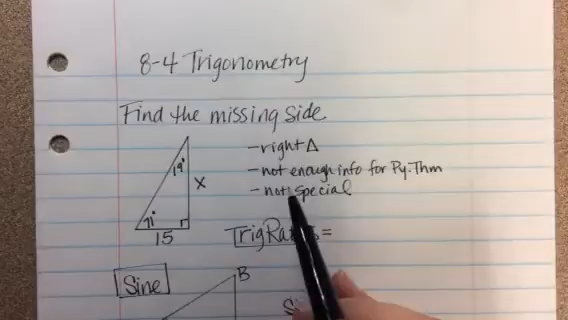 8-4 Trigonometry
Find the missing side
- right Δ
19°
- not enough info for Py. Thm
x
- not special
71°
15
=
Sine
B